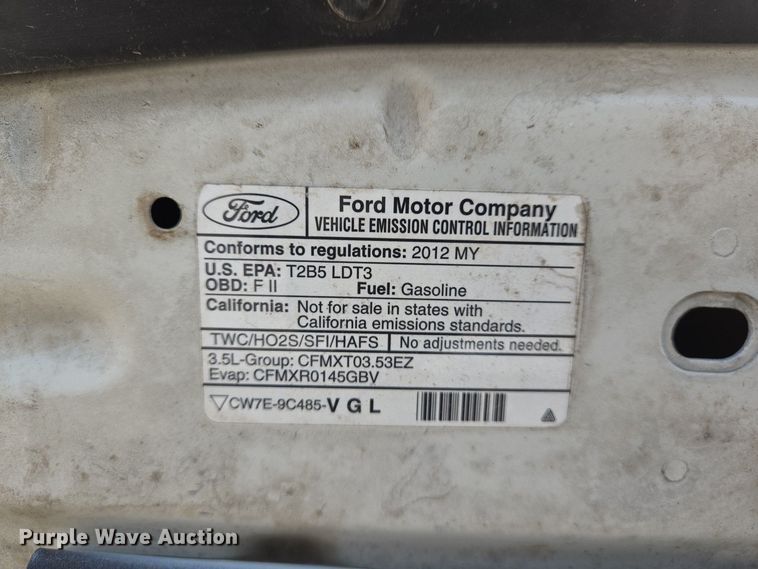 Ford
Ford Motor Company
VEHICLE EMISSION CONTROL INFORMATION
Conforms to regulations: 2012 MY
U.S. EPA: T2B5 LDT3
OBD: F II Fuel: Gasoline
California: Not for sale in states with
California emissions standards.
TWC/HO2S/SFI/HAFS No adjustments needed.
3.5L-Group: CFMXT03.53EZ
Evap: CFMXR0145GBV
CW7E-9C485-V G L
Purple Wave Auction